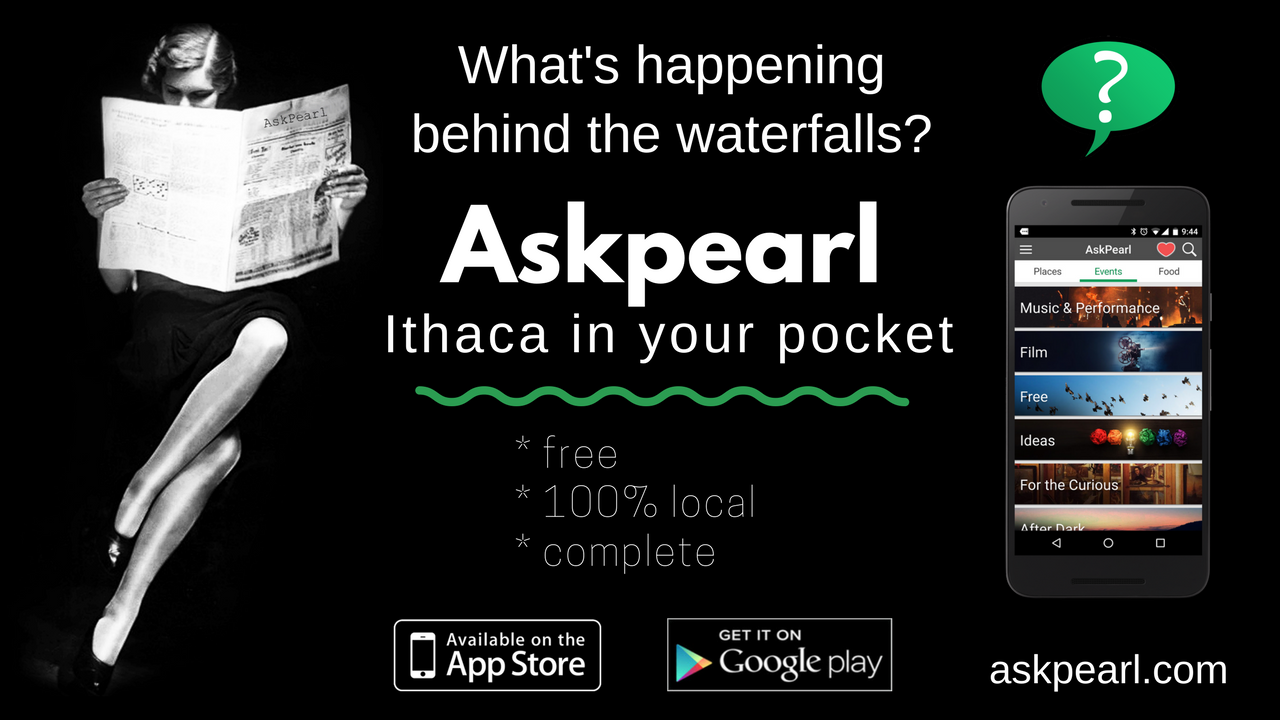 What's happening
behind the waterfalls?
Askpearl
Ithaca in your pocket
* free
* 100% local
* complete
Available on the
App Store
GET IT ON
Google play
askpearl.com
AskPearl
?
9:44
AskPearl
Places Events Food
Music & Performance
Film
Free
Ideas
For the Curious
After Dark